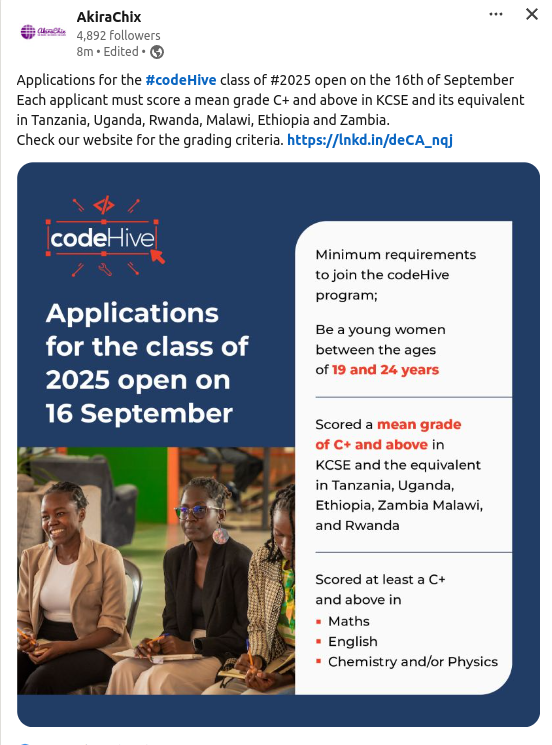 AkiraChix
4,892 followers
8m • Edited •
Applications for the #codeHive class of #2025 open on the 16th of September
Each applicant must score a mean grade C+ and above in KCSE and its equivalent
in Tanzania, Uganda, Rwanda, Malawi, Ethiopia and Zambia.
Check our website for the grading criteria. https://lnkd.in/deCA_nqj
codeHive
Applications
for the class of
2025 open on
16 September
Minimum requirements
to join the codeHive
program;
Be a young women
between the ages
of 19 and 24 years
Scored a mean grade
of C+ and above in
KCSE and the equivalent
in Tanzania, Uganda,
Ethiopia, Zambia Malawi,
and Rwanda
Scored at least a C+
and above in
▪ Maths
▪ English
▪ Chemistry and/or Physics